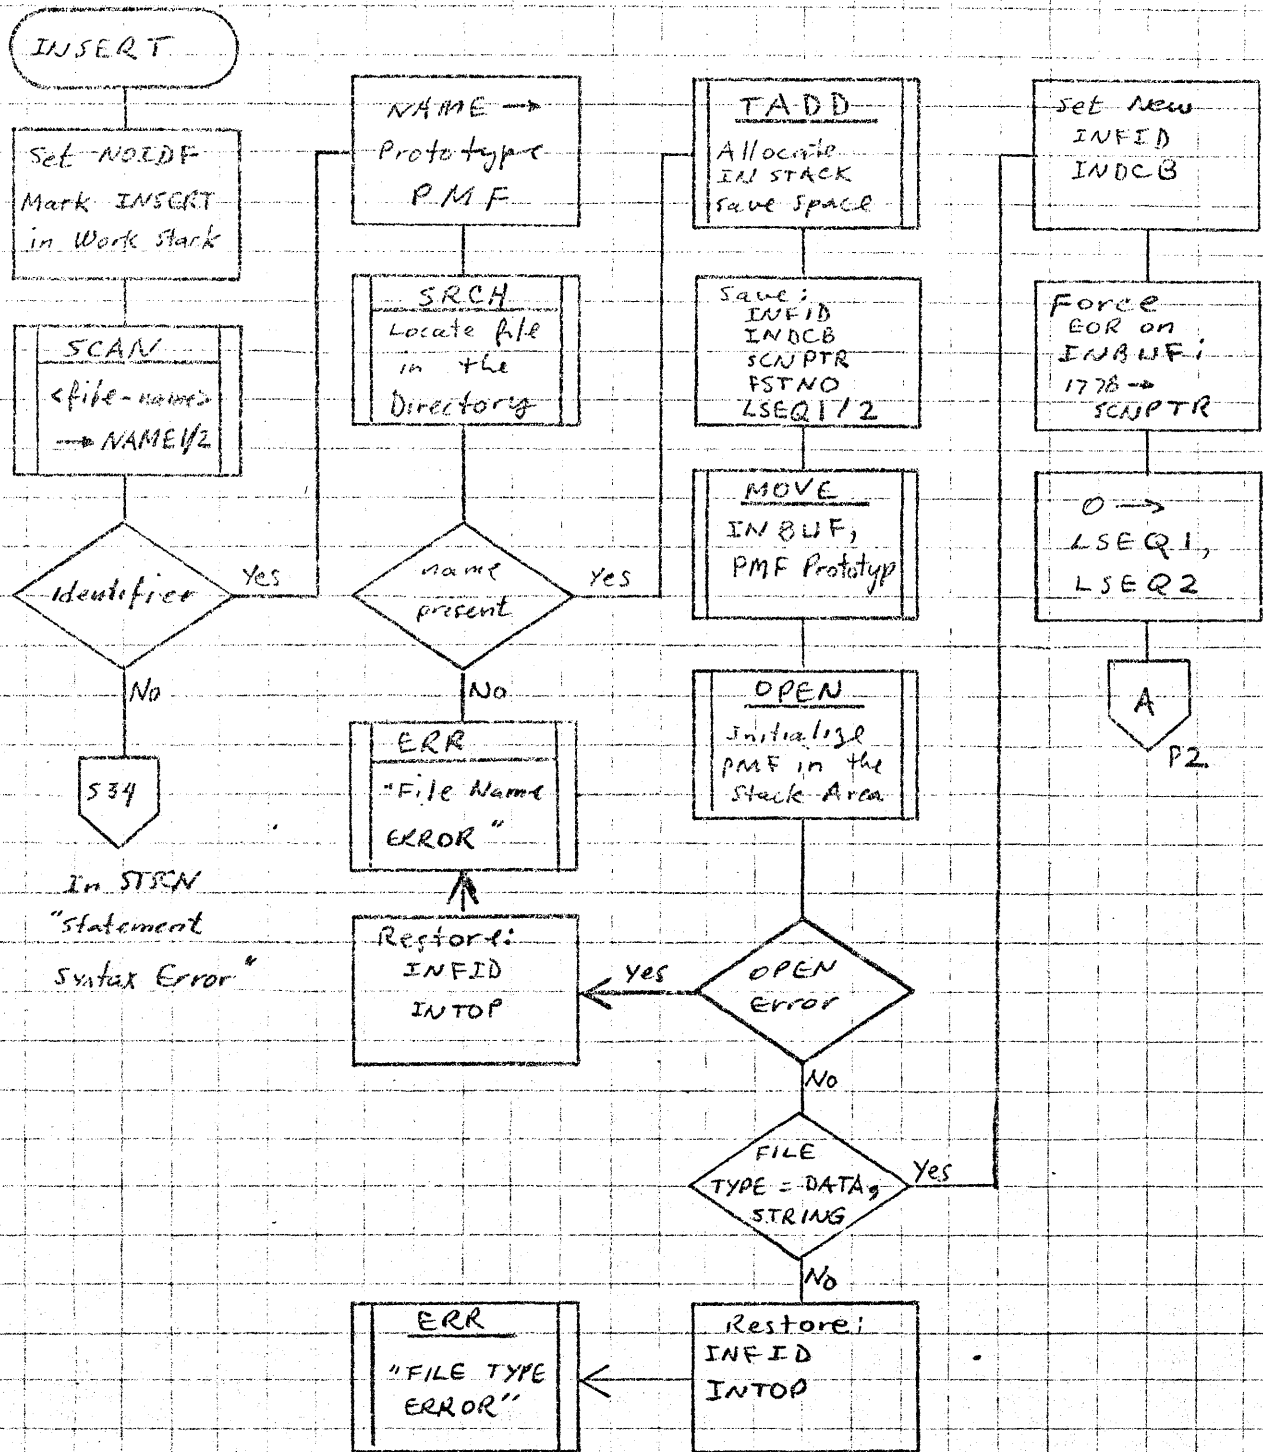 INSERT
Set NOIDF
Mark INSERT
in Work Stack
SCAN
<file-name>
→ NAME1/2
Identifier
Yes
No
S34
In STSCN
"Statement
Syntax Error"
NAME →
Prototype
PMF
SRCH
Locate file
in the
Directory
name
present
Yes
No
ERR
"File Name
ERROR"
Restore:
INFID
INTOP
TADD
Allocate
IN STACK
save space
Save:
INFID
INDCB
SCNPTR
FSTNO
LSEQ1/2
MOVE
INBUF,
PMF Prototyp
OPEN
Initialize
PMF in the
Stack Area
OPEN
Error
Yes
No
FILE
TYPE = DATA,
STRING
Yes
No
Restore:
INFID
INTOP
ERR
"FILE TYPE
ERROR"
Set New
INFID
INDCB
Force
EOR on
INBUF:
177B →
SCNPTR
0 →
LSEQ1,
LSEQ2
A
P2.